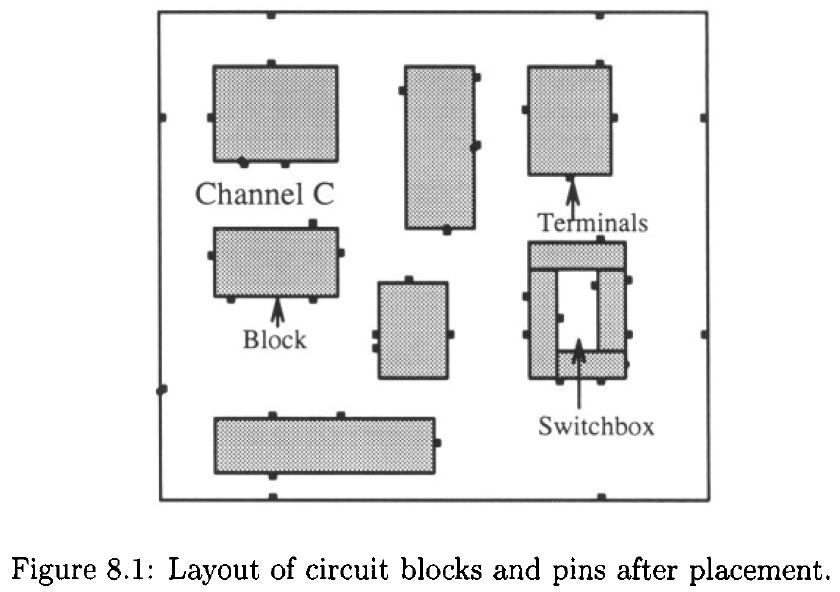 Channel C
Terminals
Block
Switchbox
Figure 8.1: Layout of circuit blocks and pins after placement.